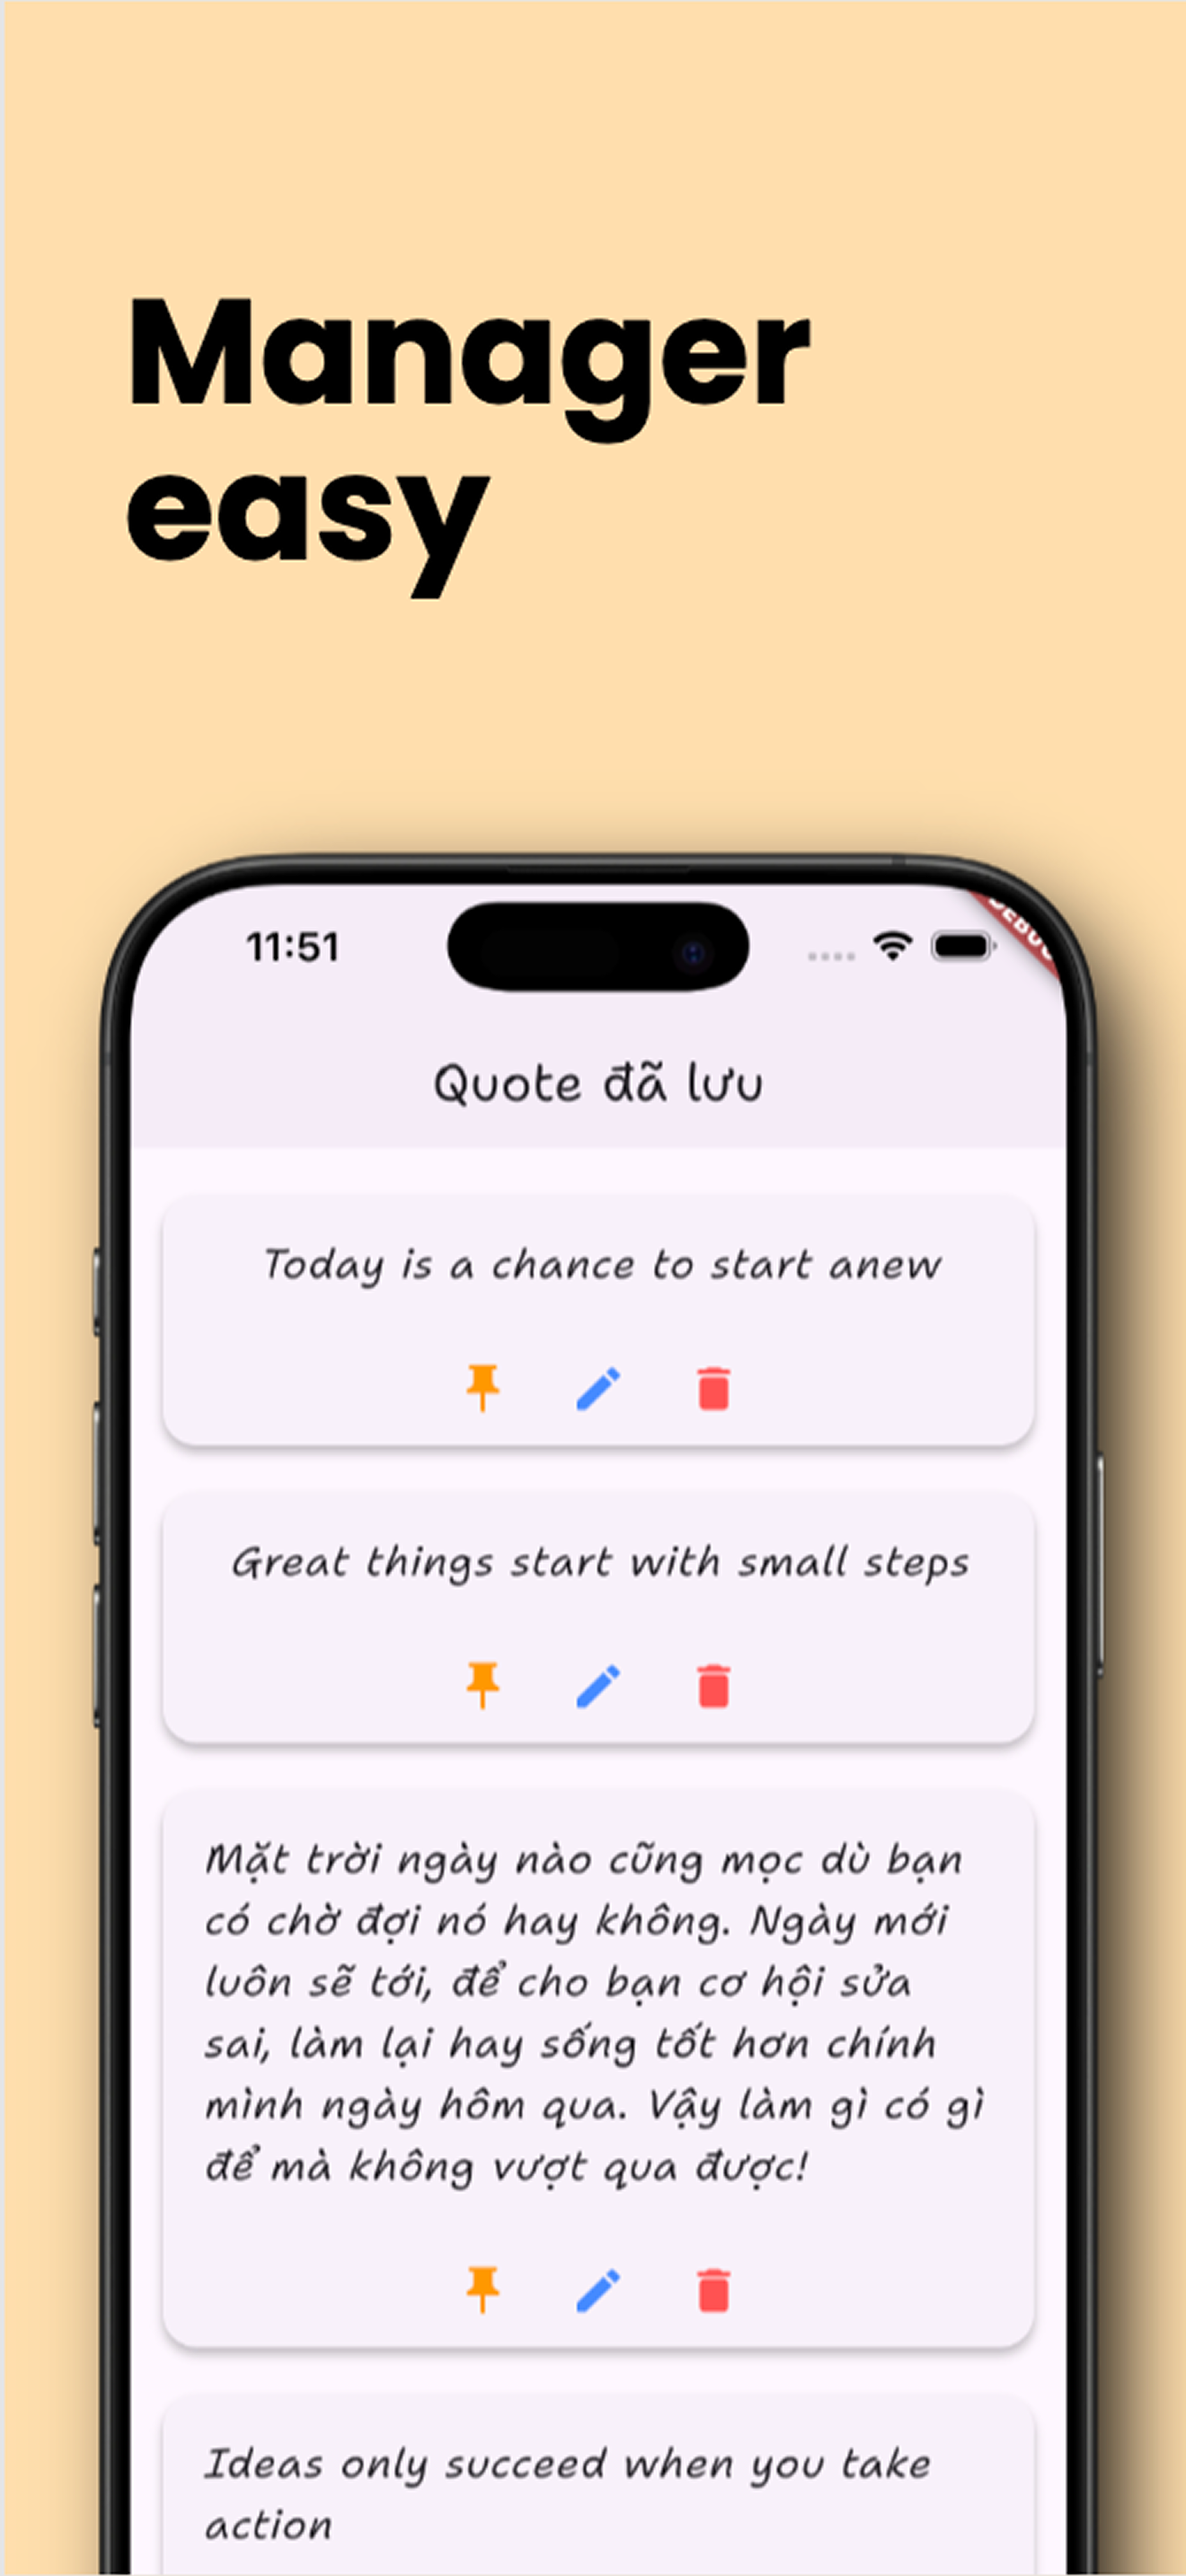 Manager
easy
11:51
DEBUG
Quote đã lưu
Today is a chance to start anew
Great things start with small steps
Mặt trời ngày nào cũng mọc dù bạn
có chờ đợi nó hay không. Ngày mới
luôn sẽ tới, để cho bạn cơ hội sửa
sai, làm lại hay sống tốt hơn chính
mình ngày hôm qua. Vậy làm gì có gì
để mà không vượt qua được!
Ideas only succeed when you take
action